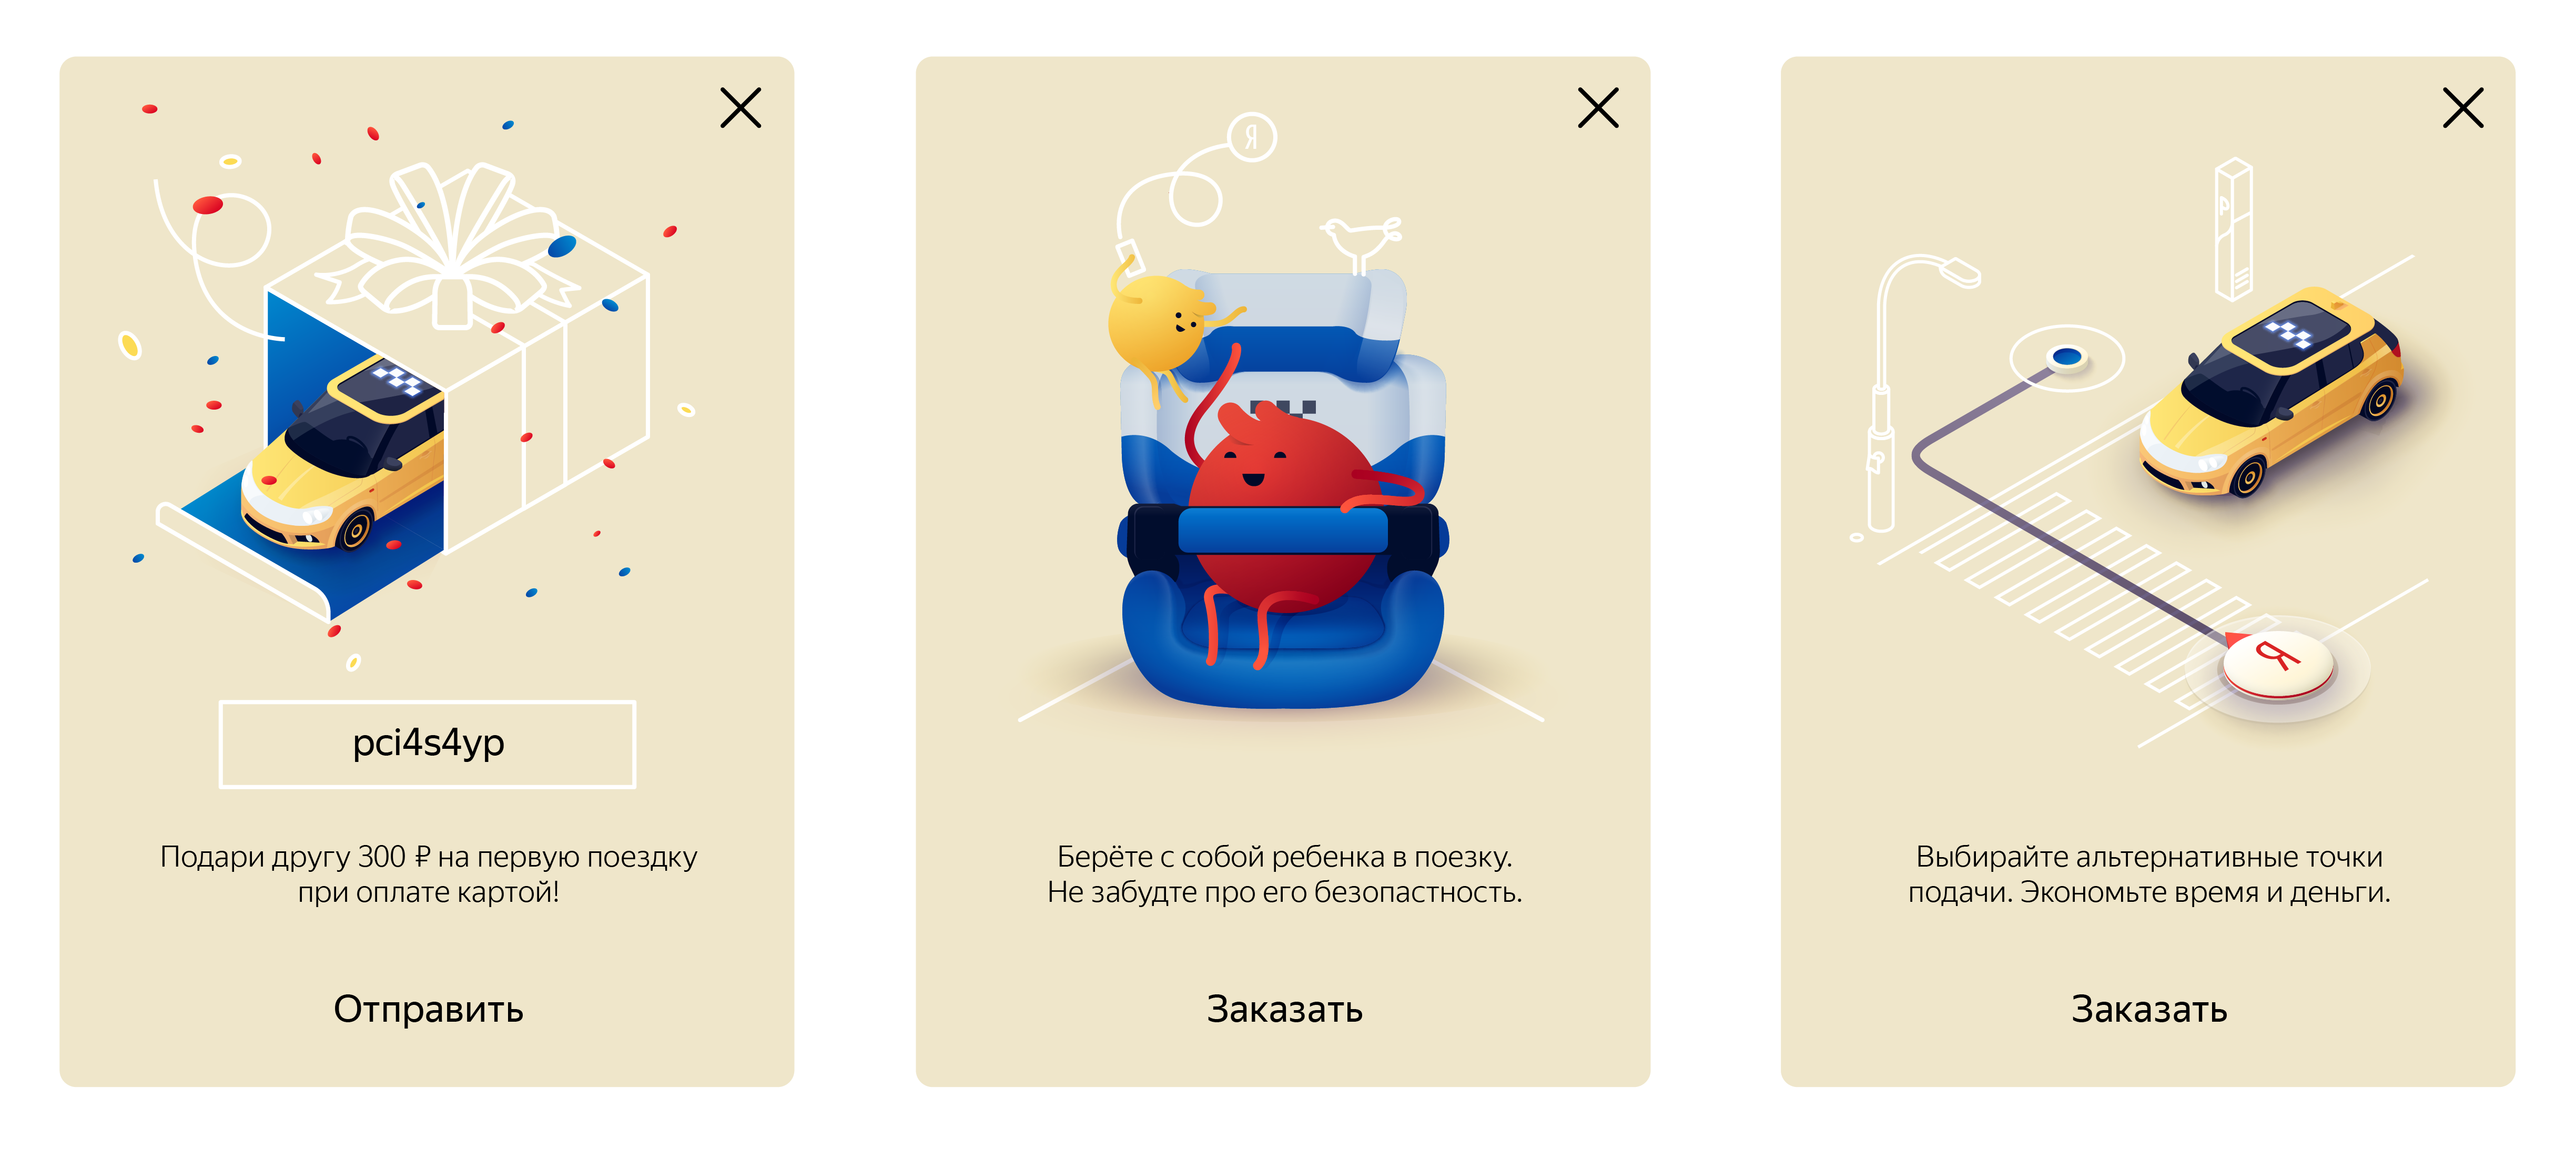 pci4s4yp
Подари другу 300 ₽ на первую поездку
при оплате картой!
Отправить
Я
Берёте с собой ребенка в поезку.
Не забудте про его безопастность.
Заказать
Я
Выбирайте альтернативные точки
подачи. Экономьте время и деньги.
Заказать